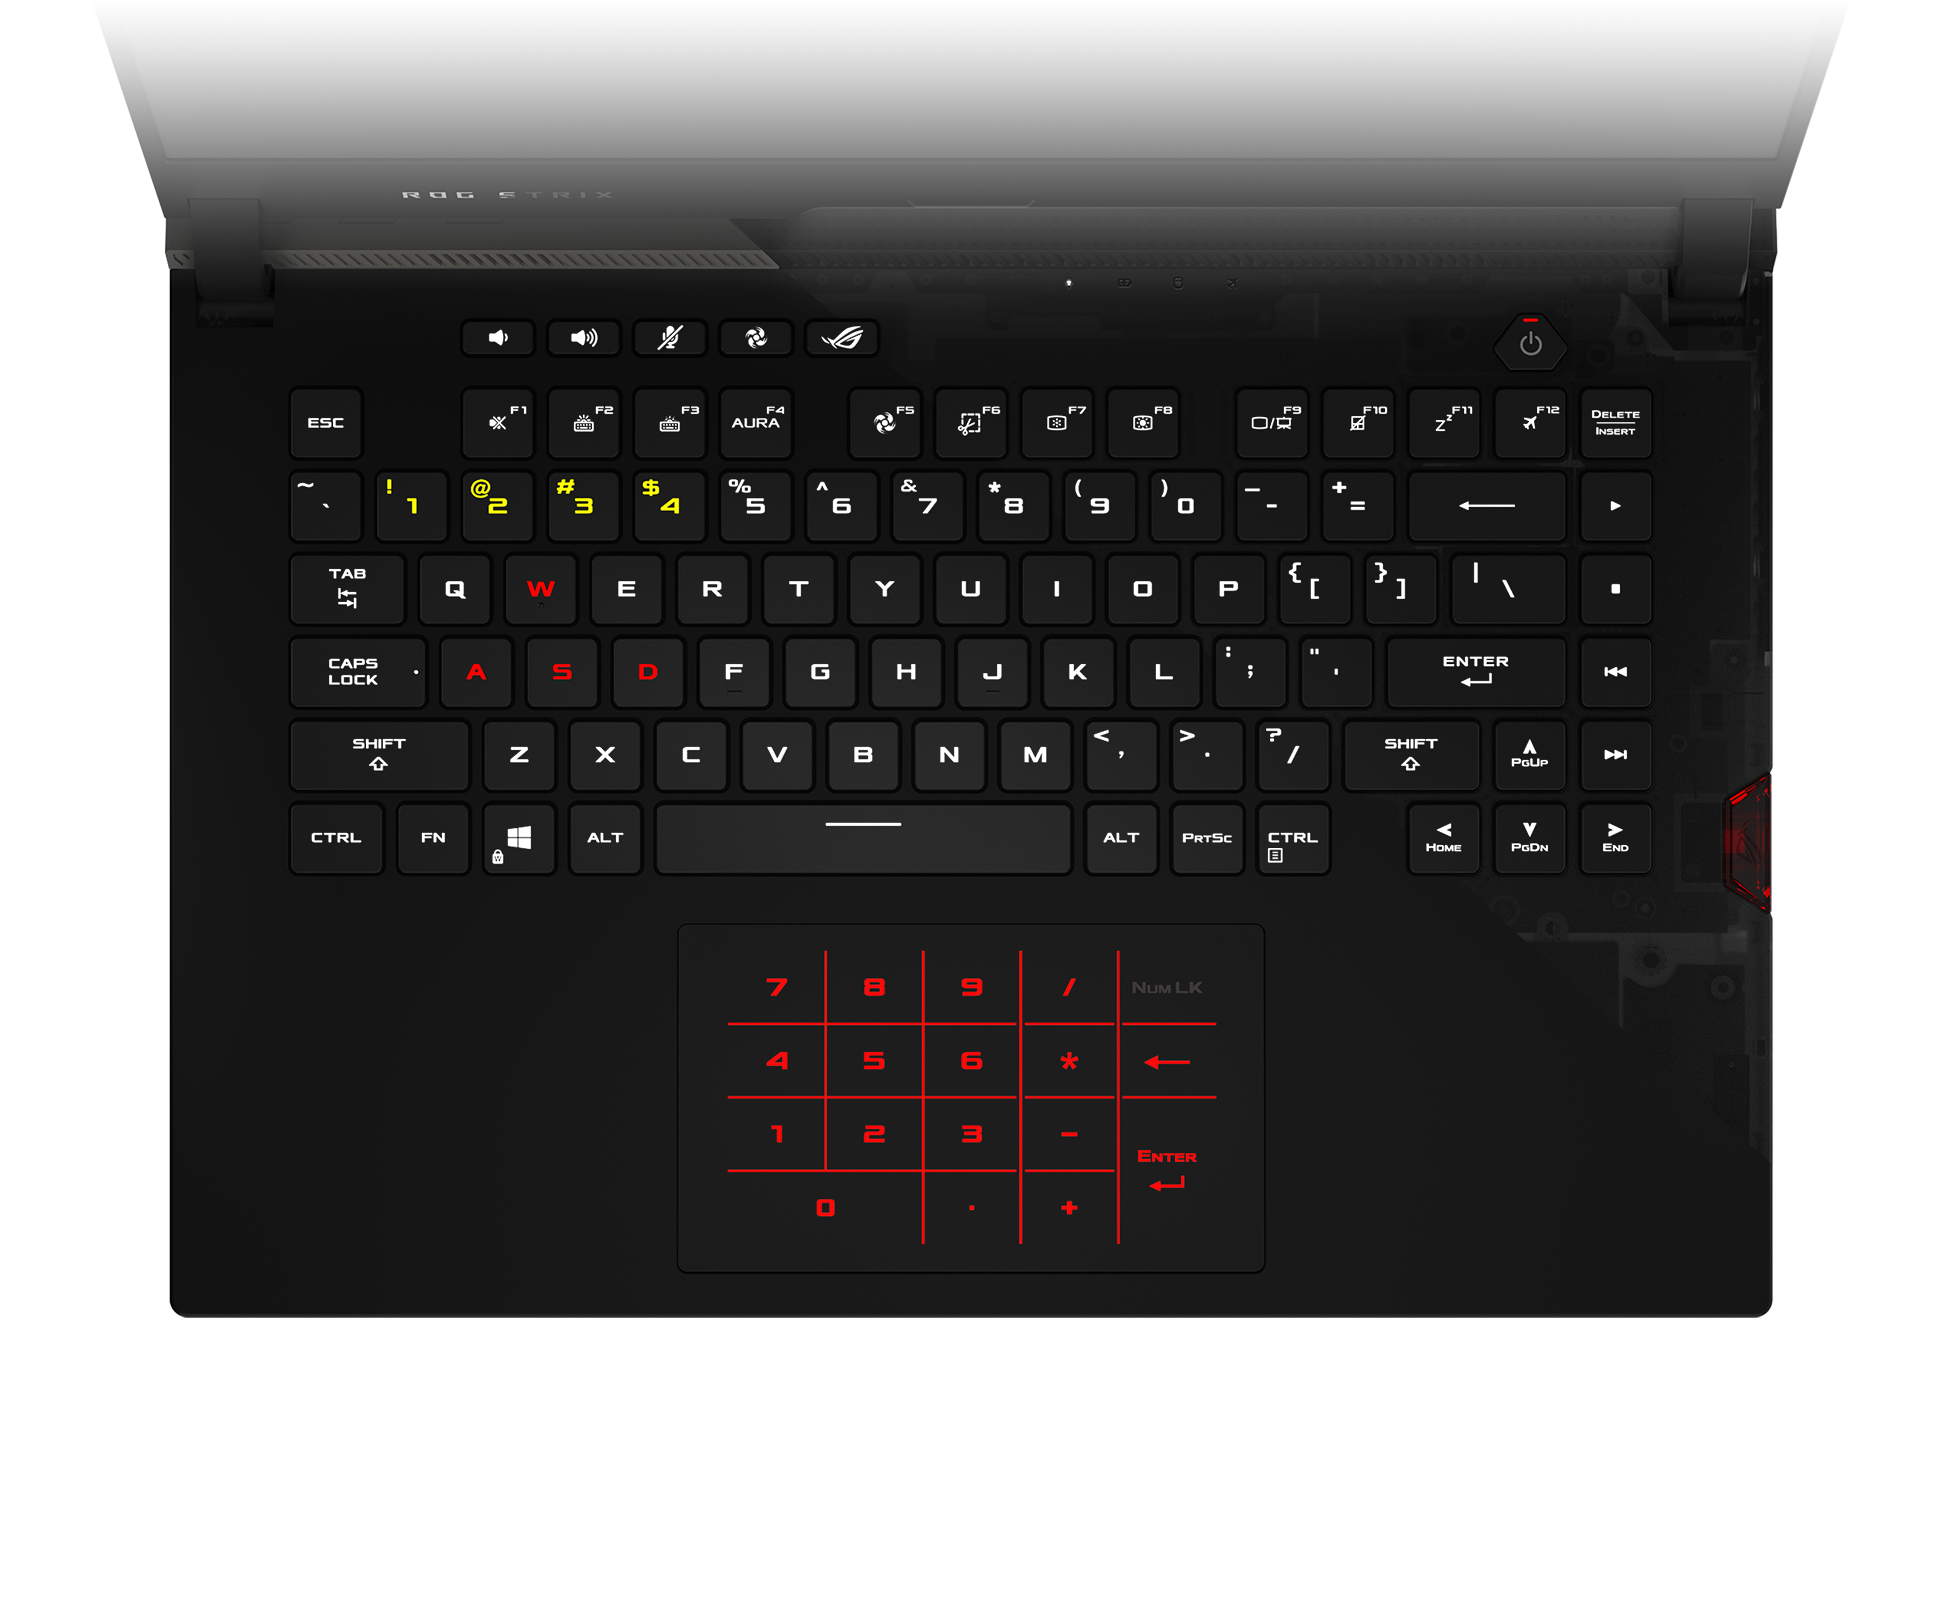 ROG STRIX
ESC F1 F2 F3 AURA F4 F5 F6 F7 F8 F9 F10 Zz F11 F12 DELETE
INSERT
~ ` ! 1 @ 2 # 3 $ 4 % 5 ^ 6 & 7 * 8 ( 9 ) 0 _ - + =
TAB Q W E R T Y U I O P { [ } ] | \
CAPS
LOCK A S D F G H J K L : ; " ' ENTER
SHIFT Z X C V B N M < , > . ? / SHIFT PGUP
CTRL FN W ALT ALT PRTSC CTRL HOME PGDN END
7 8 9 / NUM LK
4 5 6 *
1 2 3 -
ENTER
0 . +